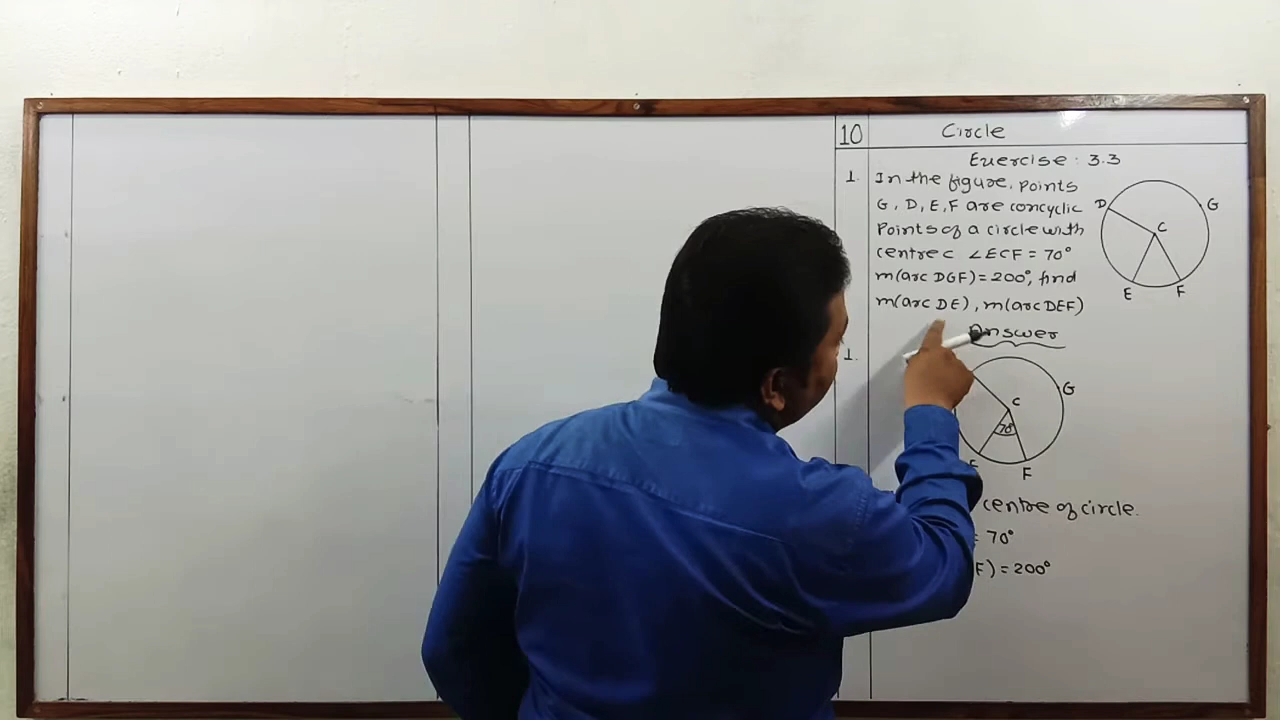 10 Circle
Exercise : 3.3
1. In the figure, points
G, D, E, F are concyclic
points of a circle with
centre C ∠ECF = 70°
m(arc DGF) = 200°, find
m(arc DE), m(arc DEF)
D
G
C
E
F
Answer
1.
G
C
70°
E
F
centre of circle.
= 70°
F) = 200°